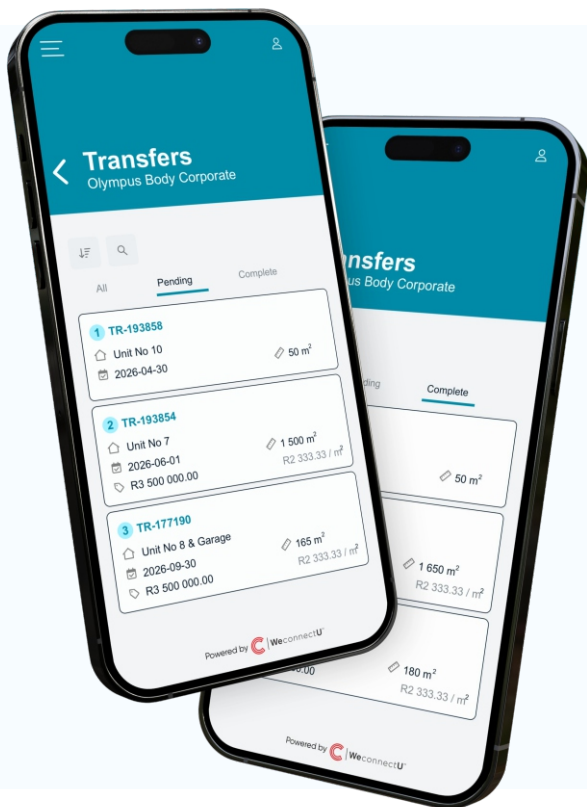 Transfers
Olympus Body Corporate
All
Pending
Complete
1 TR-193858
Unit No 10
50 m²
2026-04-30
2 TR-193854
Unit No 7
1 500 m²
2026-06-01
R2 333.33 / m²
R3 500 000.00
3 TR-177190
Unit No 8 & Garage
165 m²
2026-09-30
R2 333.33 / m²
R3 500 000.00
Powered by WeconnectU
nsfers
us Body Corporate
ding
Complete
50 m²
1 650 m²
R2 333.33 / m²
180 m²
00.00
R2 333.33 / m²
Powered by WeconnectU